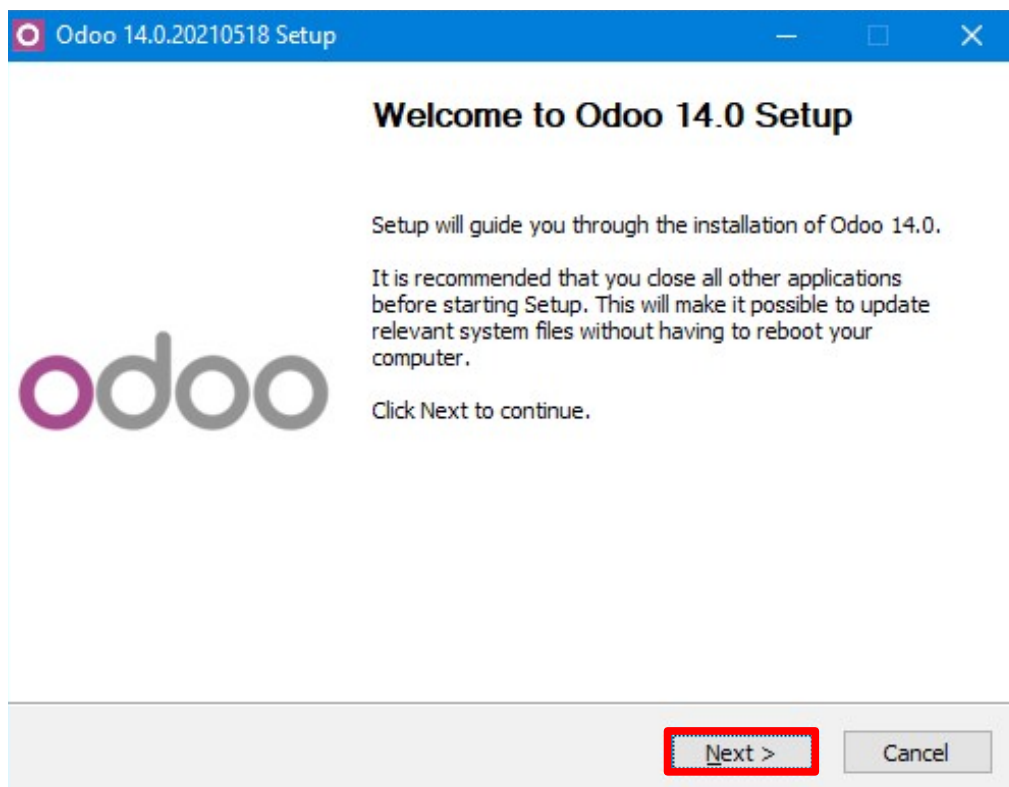 Odoo 14.0.20210518 Setup
Welcome to Odoo 14.0 Setup
Setup will guide you through the installation of Odoo 14.0.
It is recommended that you close all other applications
before starting Setup. This will make it possible to update
relevant system files without having to reboot your
computer.
odoo
Click Next to continue.
Next >
Cancel